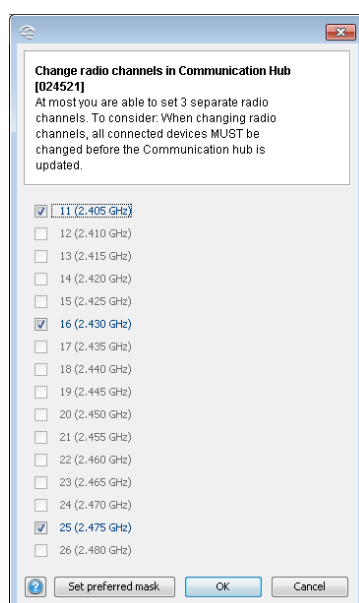 Change radio channels in Communication Hub
[024521]
At most you are able to set 3 separate radio
channels. To consider: When changing radio
channels, all connected devices MUST be
changed before the Communication hub is
updated.
11 (2.405 GHz)
12 (2.410 GHz)
13 (2.415 GHz)
14 (2.420 GHz)
15 (2.425 GHz)
16 (2.430 GHz)
17 (2.435 GHz)
18 (2.440 GHz)
19 (2.445 GHz)
20 (2.450 GHz)
21 (2.455 GHz)
22 (2.460 GHz)
23 (2.465 GHz)
24 (2.470 GHz)
25 (2.475 GHz)
26 (2.480 GHz)
? Set preferred mask OK Cancel